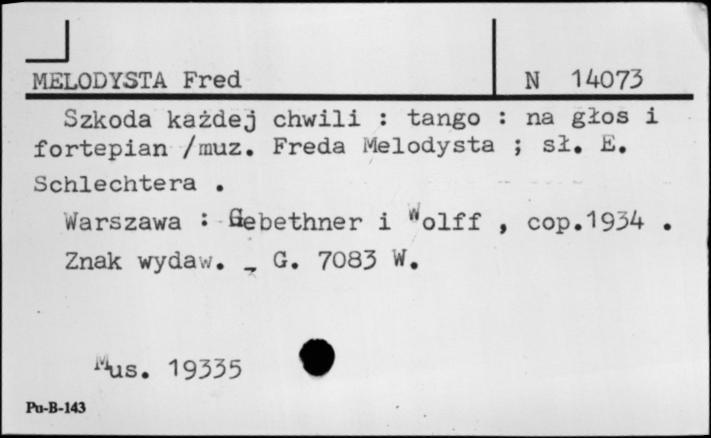 MELODYSTA Fred N 14073
Szkoda każdej chwili : tango : na głos i
fortepian /muz. Freda Melodysta ; sł. E.
Schlechtera .
Warszawa : Gebethner i Wolff , cop.1934 .
Znak wydaw. - G. 7083 W.
Mus. 19335
Pu-B-143